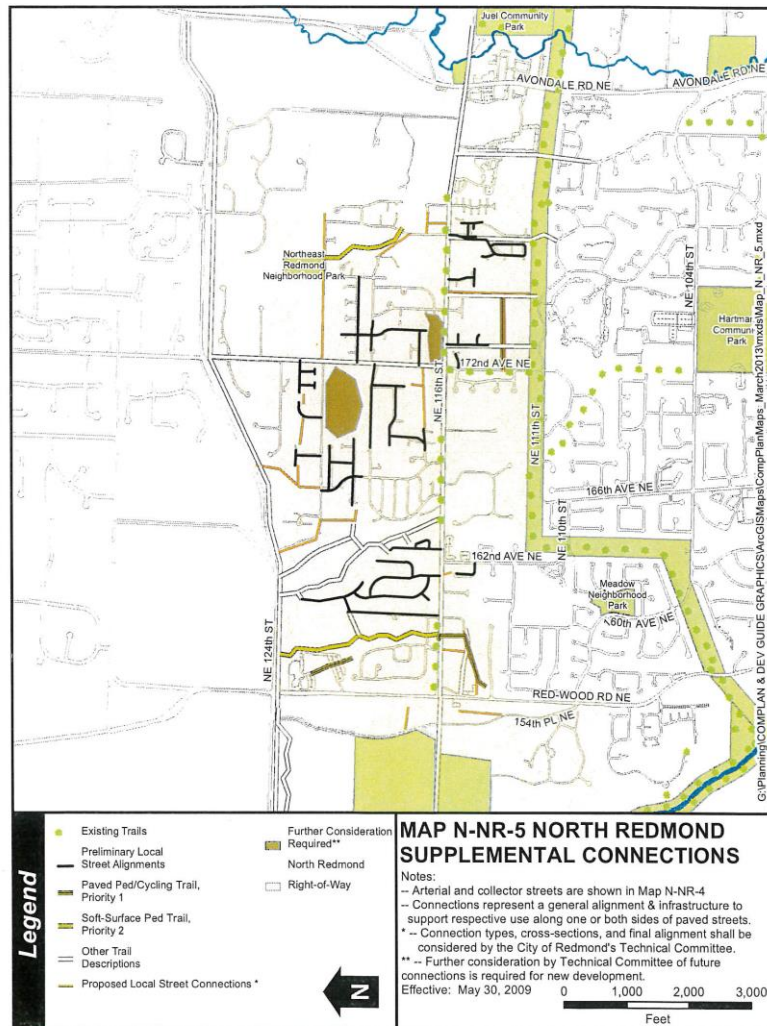 Juel Community
Park
AVONDALE RD NE
AVONDALE RD NE
Northeast
Redmond
Neighborhood Park
NE 104th ST
Hartman
Community
Park
172nd AVE NE
NE 116th ST
NE 111th ST
166th AVE NE
NE 110th ST
162nd AVE NE
Meadow
Neighborhood
Park
60th AVE NE
NE 124th ST
RED-WOOD RD NE
154th PL NE
G:\Planning\COMPLAN & DEV GUIDE GRAPHICS\ArcGISMaps\CompPlanMaps_March2013\mxds\Map_N_NR_5.mxd
Legend
Existing Trails
Preliminary Local
Street Alignments
Paved Ped/Cycling Trail,
Priority 1
Soft-Surface Ped Trail,
Priority 2
Other Trail
Descriptions
Proposed Local Street Connections *
Further Consideration
Required**
North Redmond
Right-of-Way
N
MAP N-NR-5 NORTH REDMOND
SUPPLEMENTAL CONNECTIONS
Notes:
-- Arterial and collector streets are shown in Map N-NR-4
-- Connections represent a general alignment & infrastructure to
support respective use along one or both sides of paved streets.
* -- Connection types, cross-sections, and final alignment shall be
considered by the City of Redmond's Technical Committee.
** -- Further consideration by Technical Committee of future
connections is required for new development.
Effective: May 30, 2009
0 1,000 2,000 3,000
Feet